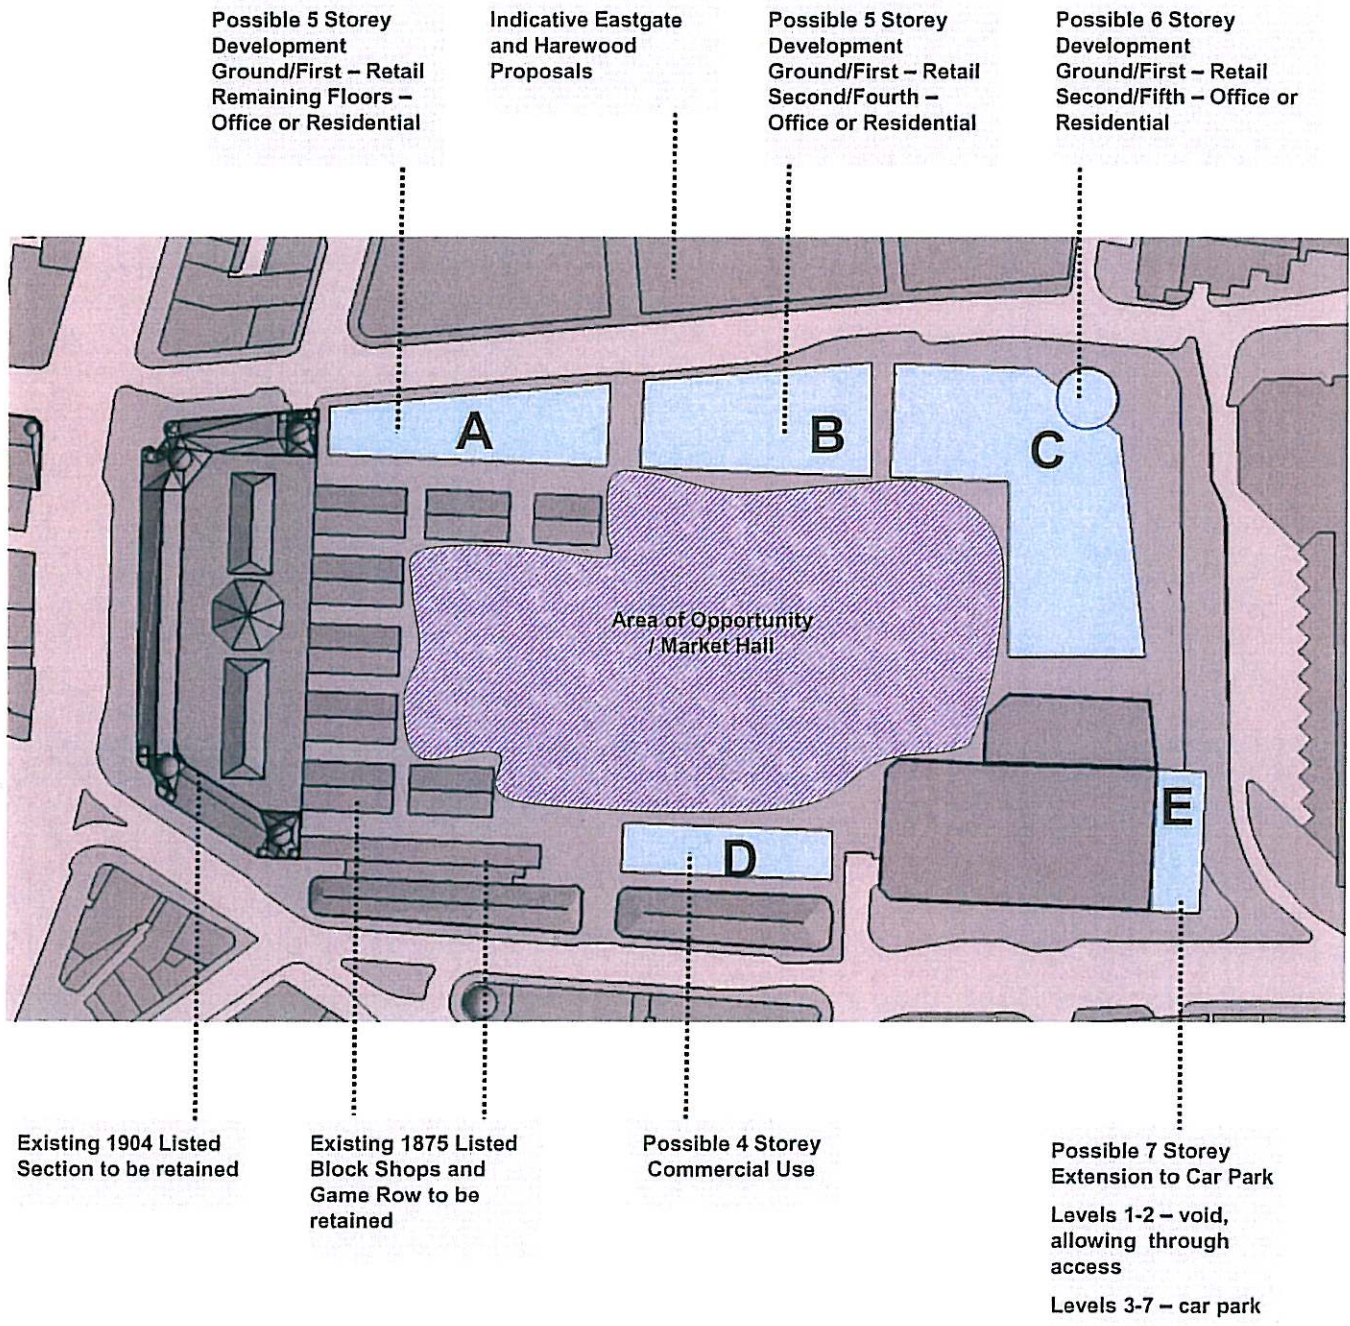 Possible 5 Storey
Development
Ground/First – Retail
Remaining Floors –
Office or Residential
Indicative Eastgate
and Harewood
Proposals
Possible 5 Storey
Development
Ground/First – Retail
Second/Fourth –
Office or Residential
Possible 6 Storey
Development
Ground/First – Retail
Second/Fifth – Office or
Residential
A
B
C
Area of Opportunity
/ Market Hall
E
D
Existing 1904 Listed
Section to be retained
Existing 1875 Listed
Block Shops and
Game Row to be
retained
Possible 4 Storey
Commercial Use
Possible 7 Storey
Extension to Car Park
Levels 1-2 – void,
allowing through
access
Levels 3-7 – car park